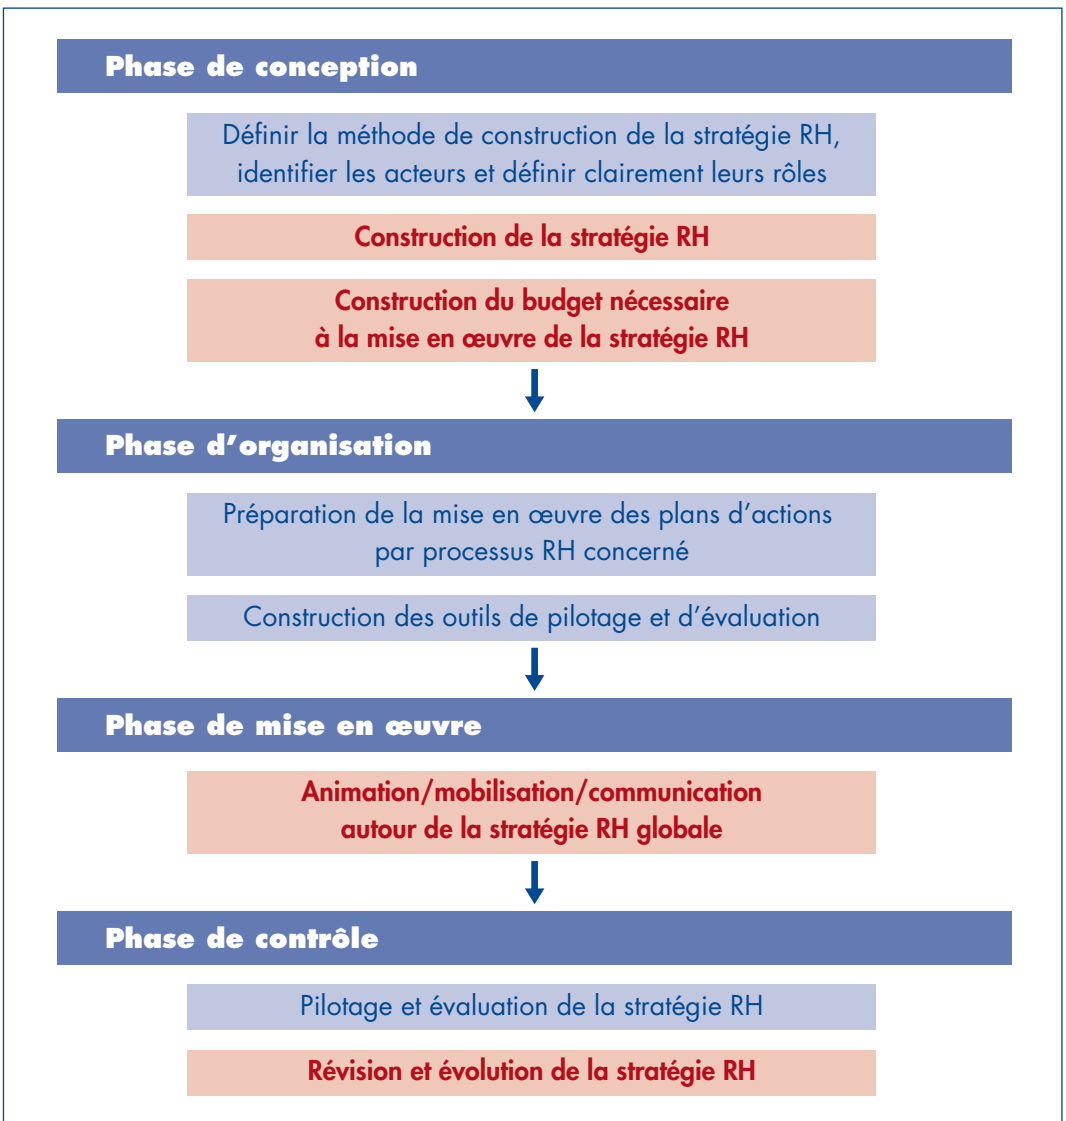 Phase de conception
Définir la méthode de construction de la stratégie RH,
identifier les acteurs et définir clairement leurs rôles
Construction de la stratégie RH
Construction du budget nécessaire
à la mise en œuvre de la stratégie RH
Phase d’organisation
Préparation de la mise en œuvre des plans d’actions
par processus RH concerné
Construction des outils de pilotage et d’évaluation
Phase de mise en œuvre
Animation/mobilisation/communication
autour de la stratégie RH globale
Phase de contrôle
Pilotage et évaluation de la stratégie RH
Révision et évolution de la stratégie RH